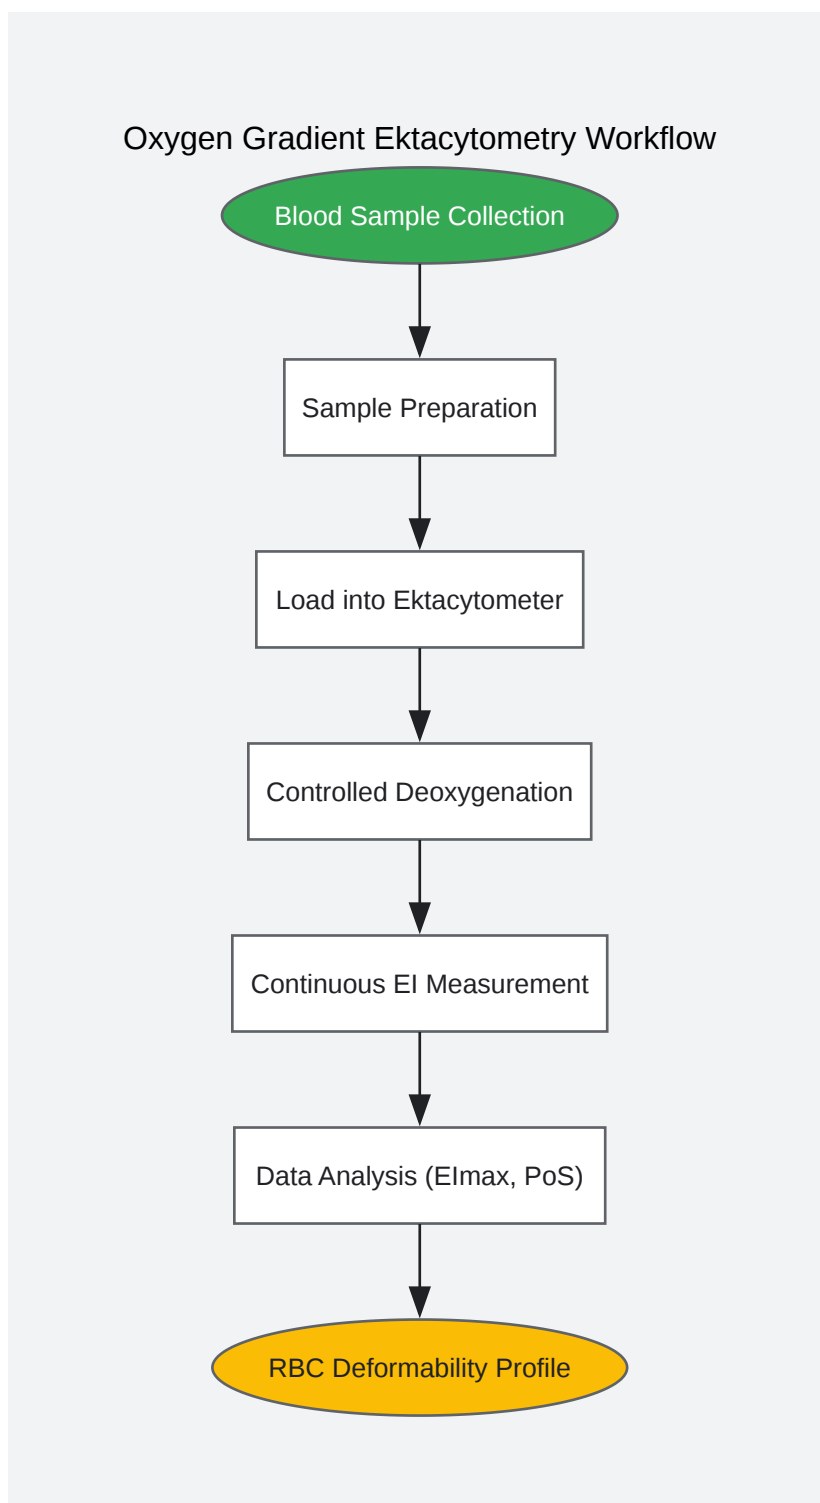 Oxygen Gradient Ektacytometry Workflow
Blood Sample Collection
Sample Preparation
Load into Ektacytometer
Controlled Deoxygenation
Continuous EI Measurement
Data Analysis (EImax, PoS)
RBC Deformability Profile